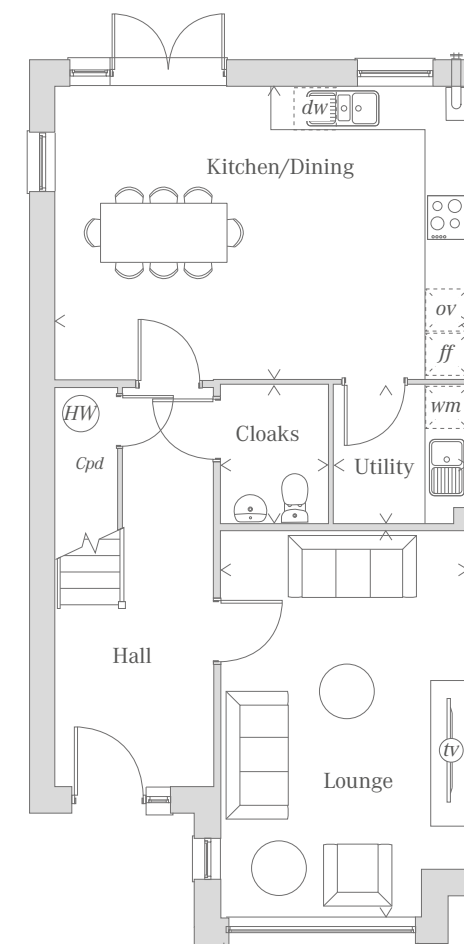 dw
Kitchen/Dining
ov
ff
HW
wm
Cloaks
Cpd
Utility
Hall
tv
Lounge